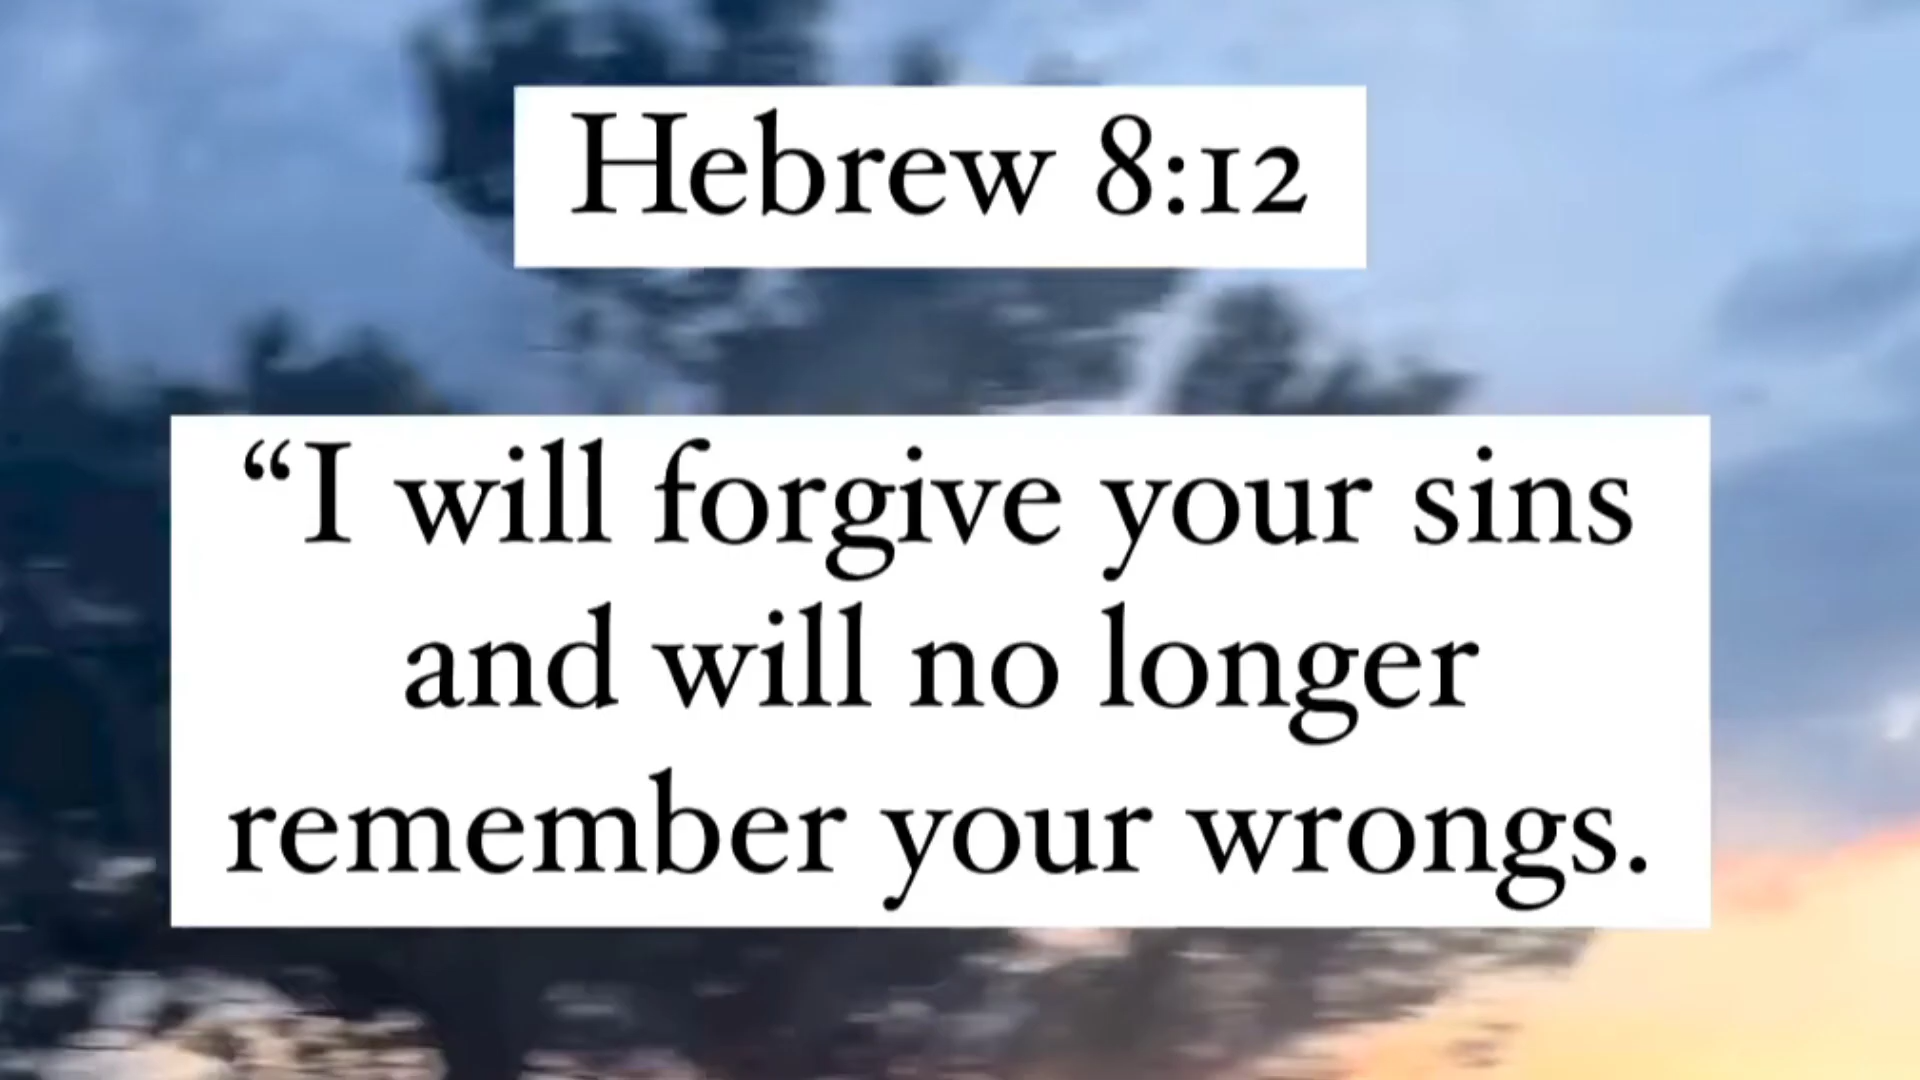 Hebrew 8:12
“I will forgive your sins
and will no longer
remember your wrongs.